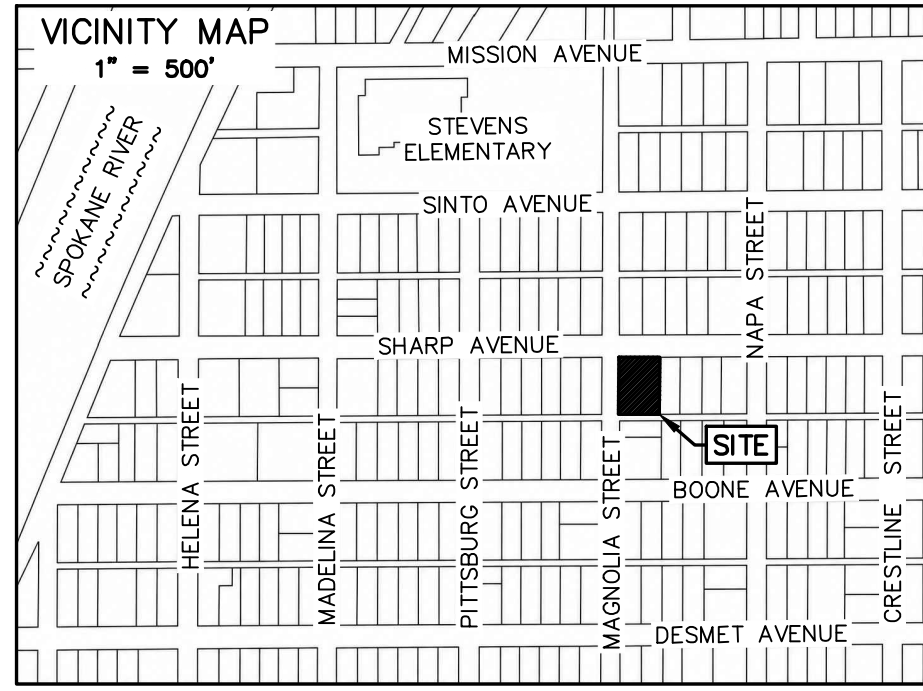 VICINITY MAP
1" = 500'
MISSION AVENUE
STEVENS
ELEMENTARY
SPOKANE RIVER
SINTO AVENUE
NAPA STREET
SHARP AVENUE
HELENA STREET
MADELINA STREET
PITTSBURG STREET
MAGNOLIA STREET
SITE
BOONE AVENUE
CRESTLINE STREET
DESMET AVENUE